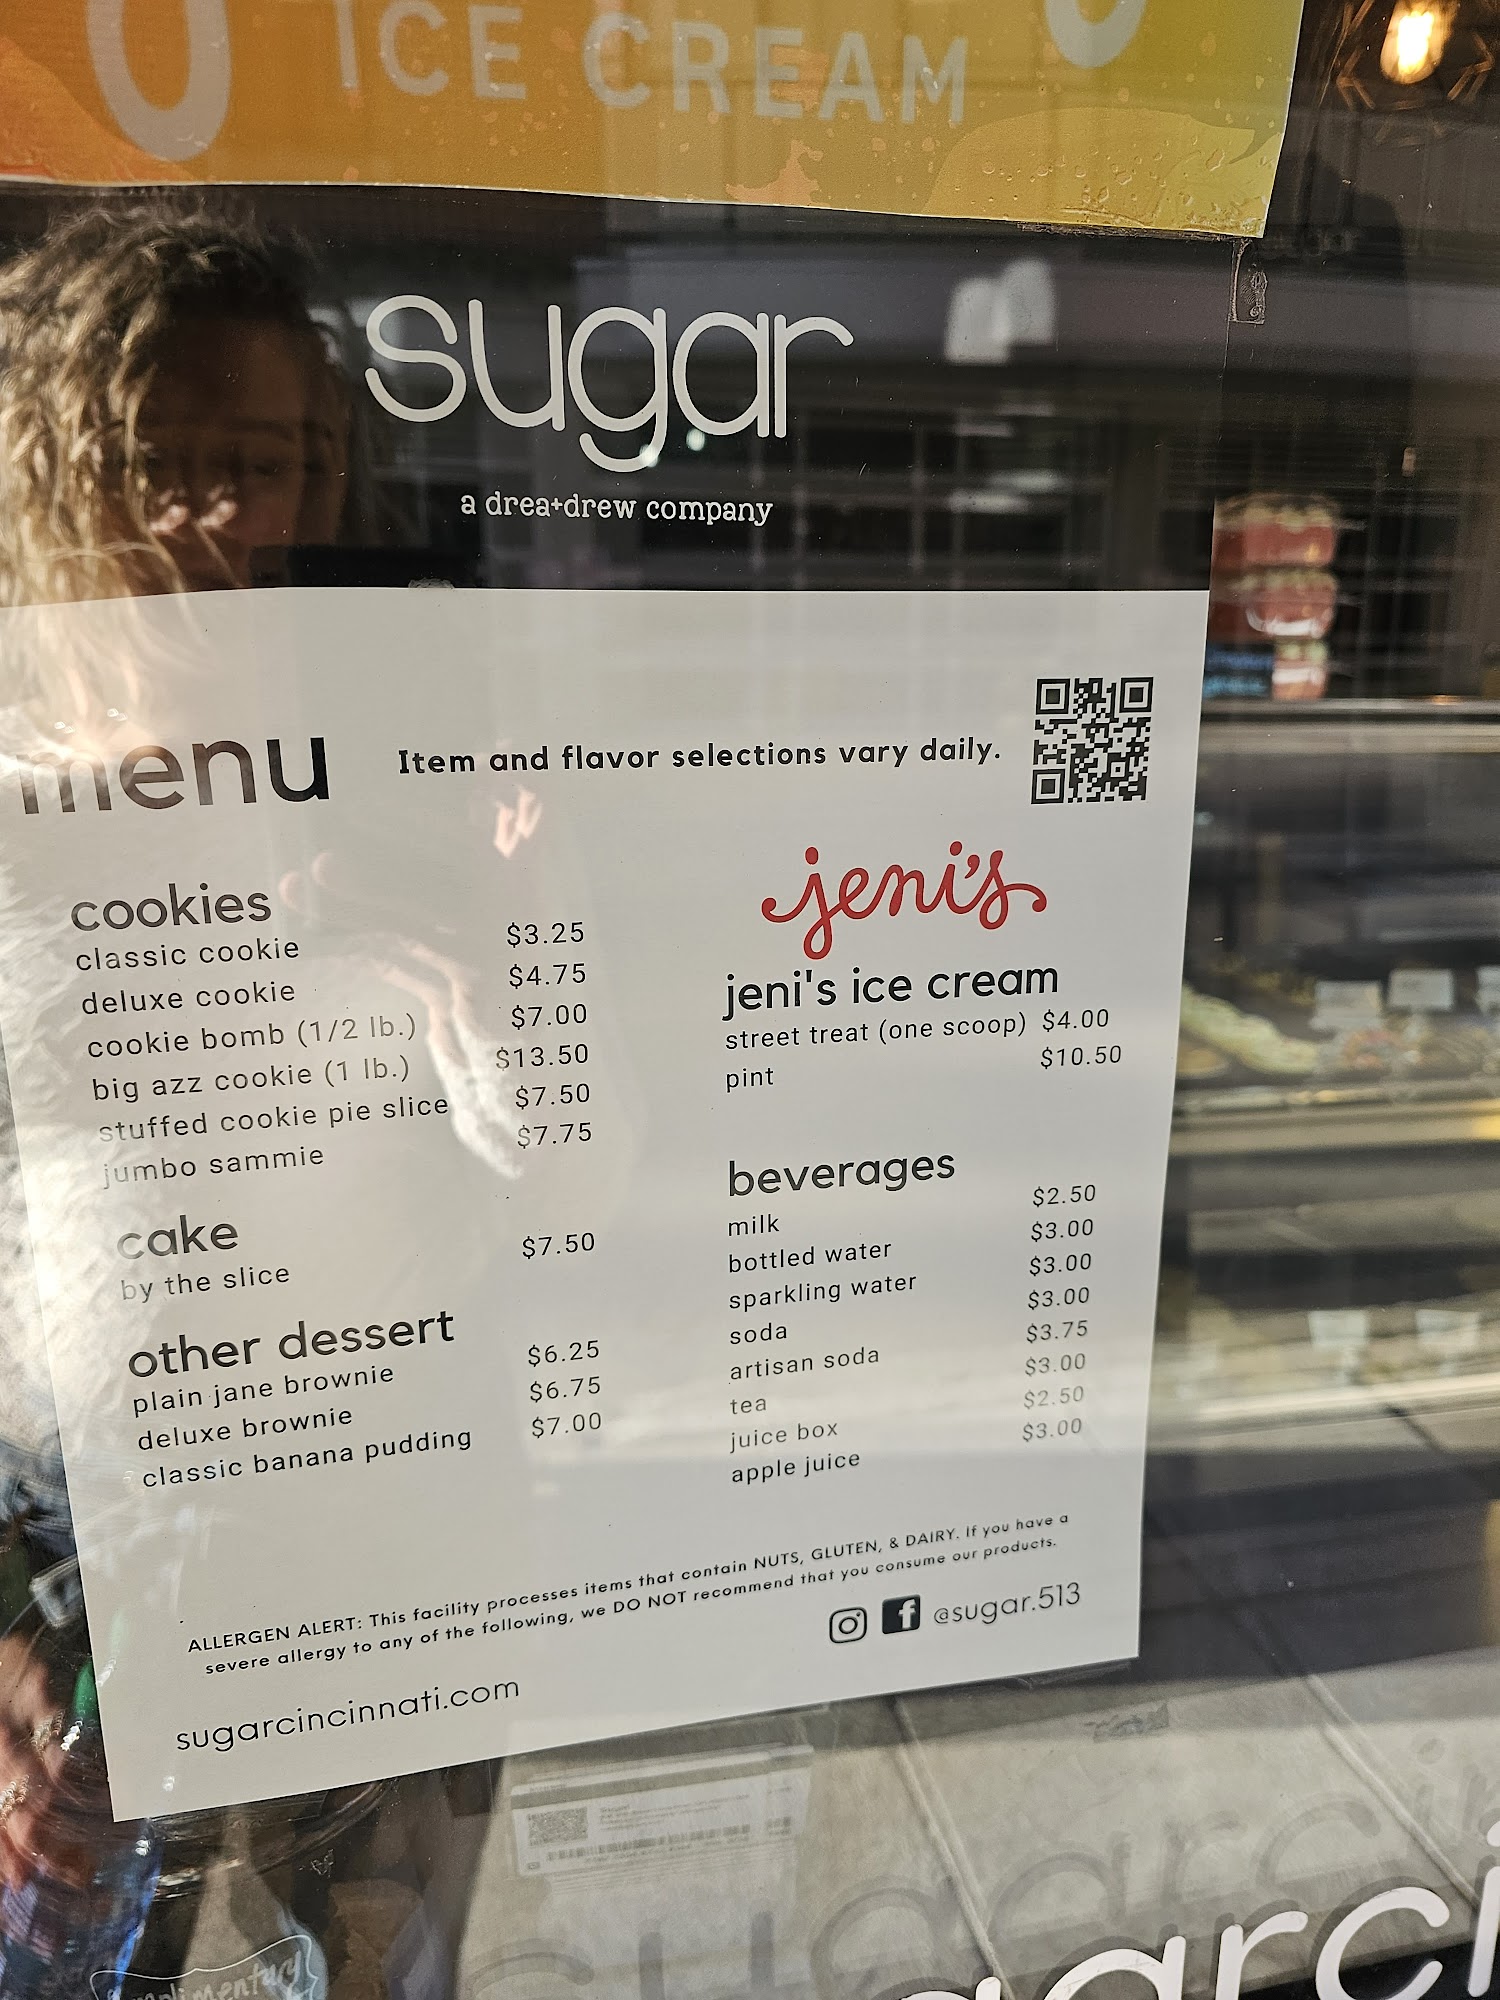 ICE CREAM
sugar
a drea+drew company
menu
Item and flavor selections vary daily.
cookies
classic cookie $3.25
deluxe cookie $4.75
cookie bomb (1/2 lb.) $7.00
big azz cookie (1 lb.) $13.50
stuffed cookie pie slice $7.50
jumbo sammie $7.75
cake
by the slice $7.50
other dessert
plain jane brownie $6.25
deluxe brownie $6.75
classic banana pudding $7.00
jeni's
jeni's ice cream
street treat (one scoop) $4.00
pint $10.50
beverages
milk $2.50
bottled water $3.00
sparkling water $3.00
soda $3.00
artisan soda $3.75
tea $3.00
juice box $2.50
apple juice $3.00
ALLERGEN ALERT: This facility processes items that contain NUTS, GLUTEN, & DAIRY. If you have a
severe allergy to any of the following, we DO NOT recommend that you consume our products.
@sugar.513
sugarcincinnati.com
garci